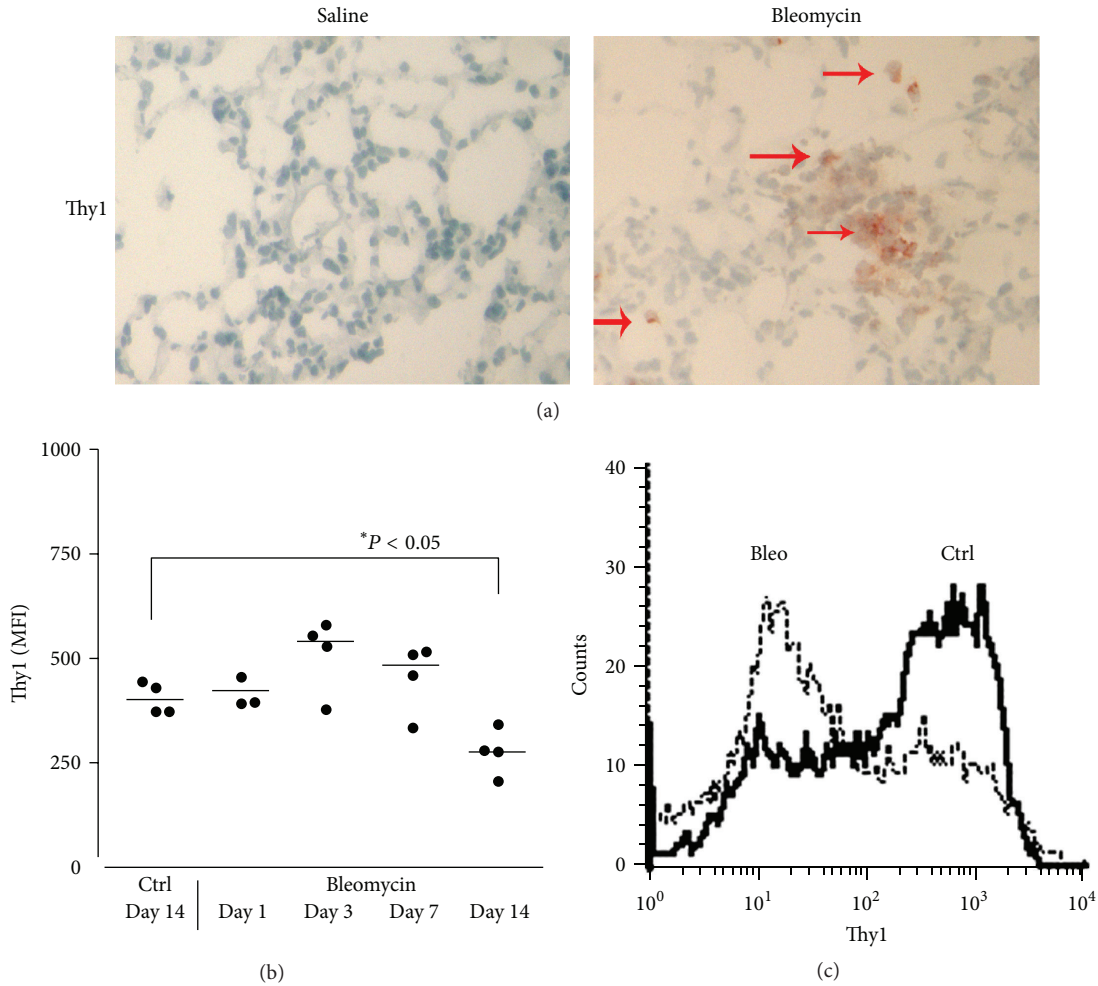 Saline
Bleomycin
Thy1
(a)
1000
750
500
250
0
Thy1 (MFI)
*P < 0.05
Ctrl
Bleomycin
Day 14
Day 1
Day 3
Day 7
Day 14
(b)
40
30
20
10
0
Counts
Bleo
Ctrl
10^0
10^1
10^2
10^3
10^4
Thy1
(c)